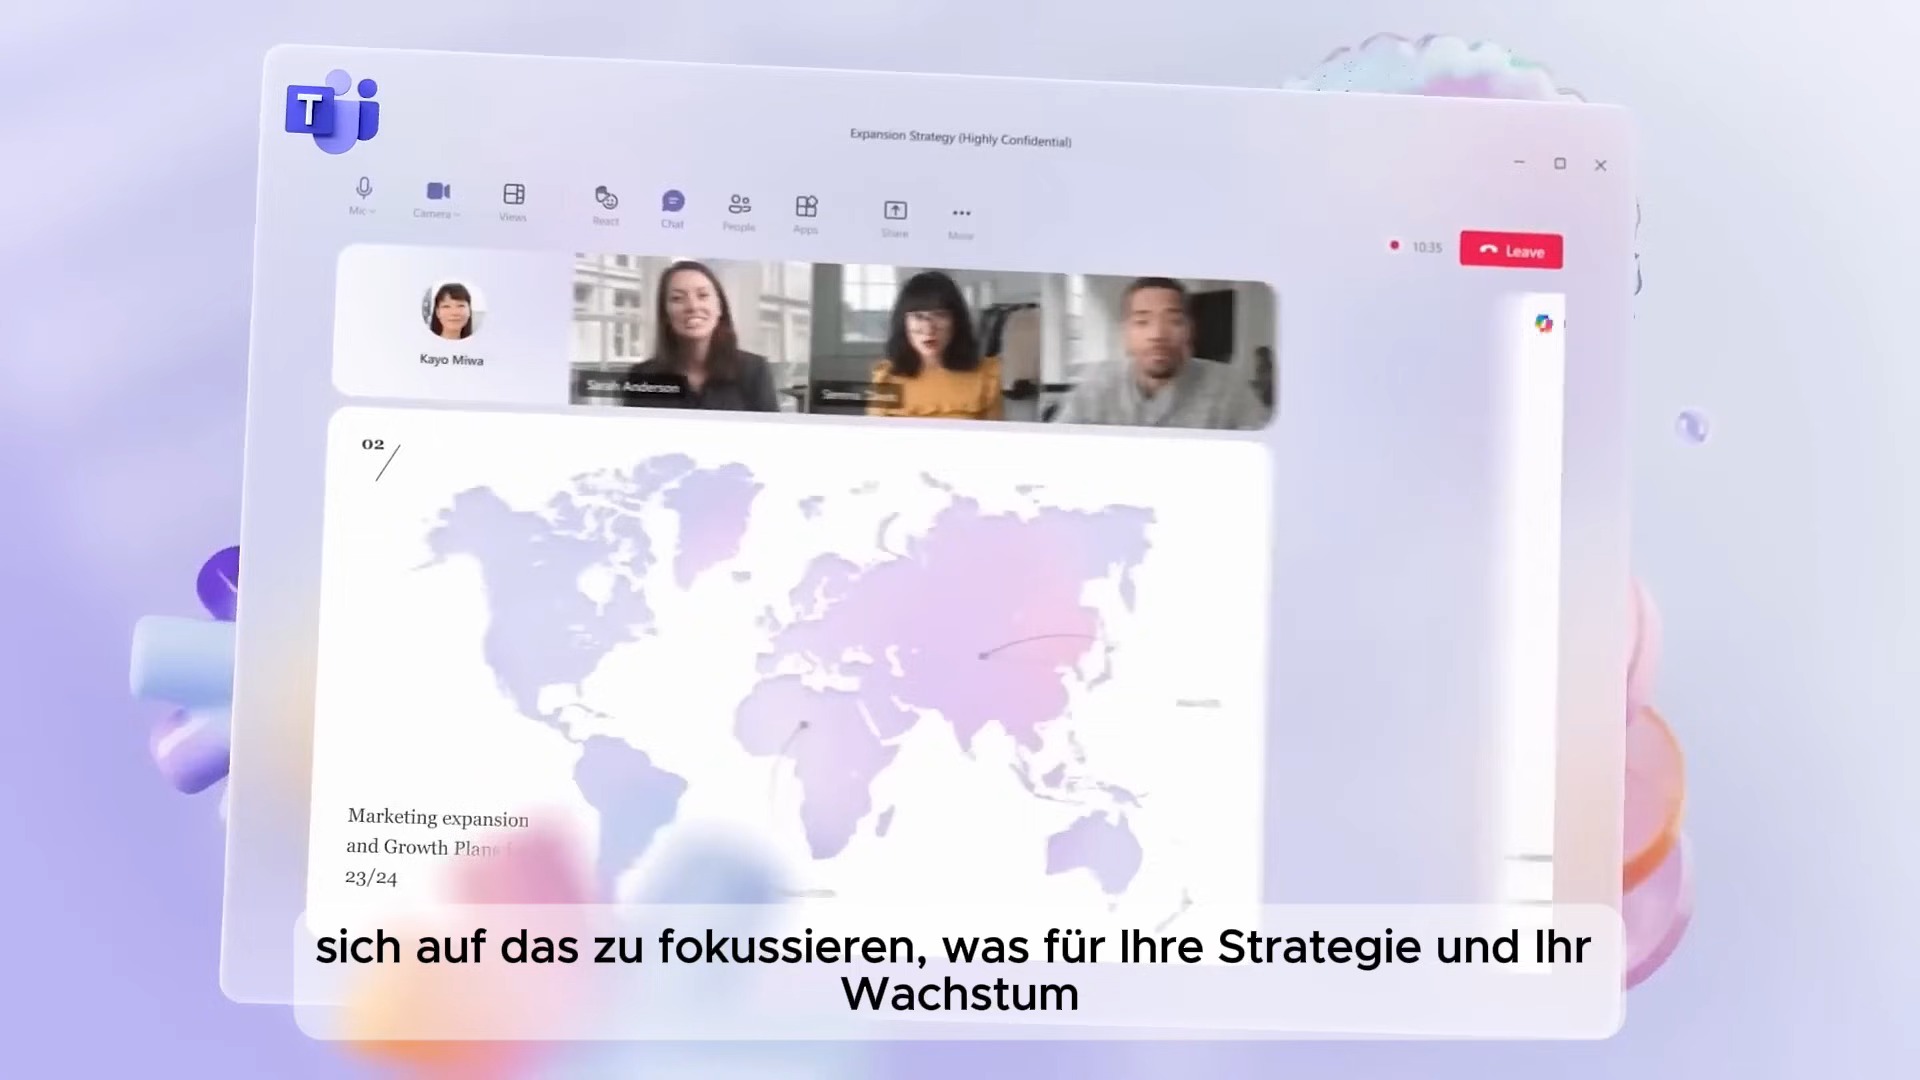 T
Expansion Strategy (Highly Confidential)
Mic
Camera
Views
React
Chat
People
Apps
Share
More
10:35
Leave
Kayo Miwa
Sarah Anderson
02
Marketing expansion
and Growth Plans
23/24
sich auf das zu fokussieren, was für Ihre Strategie und Ihr
Wachstum